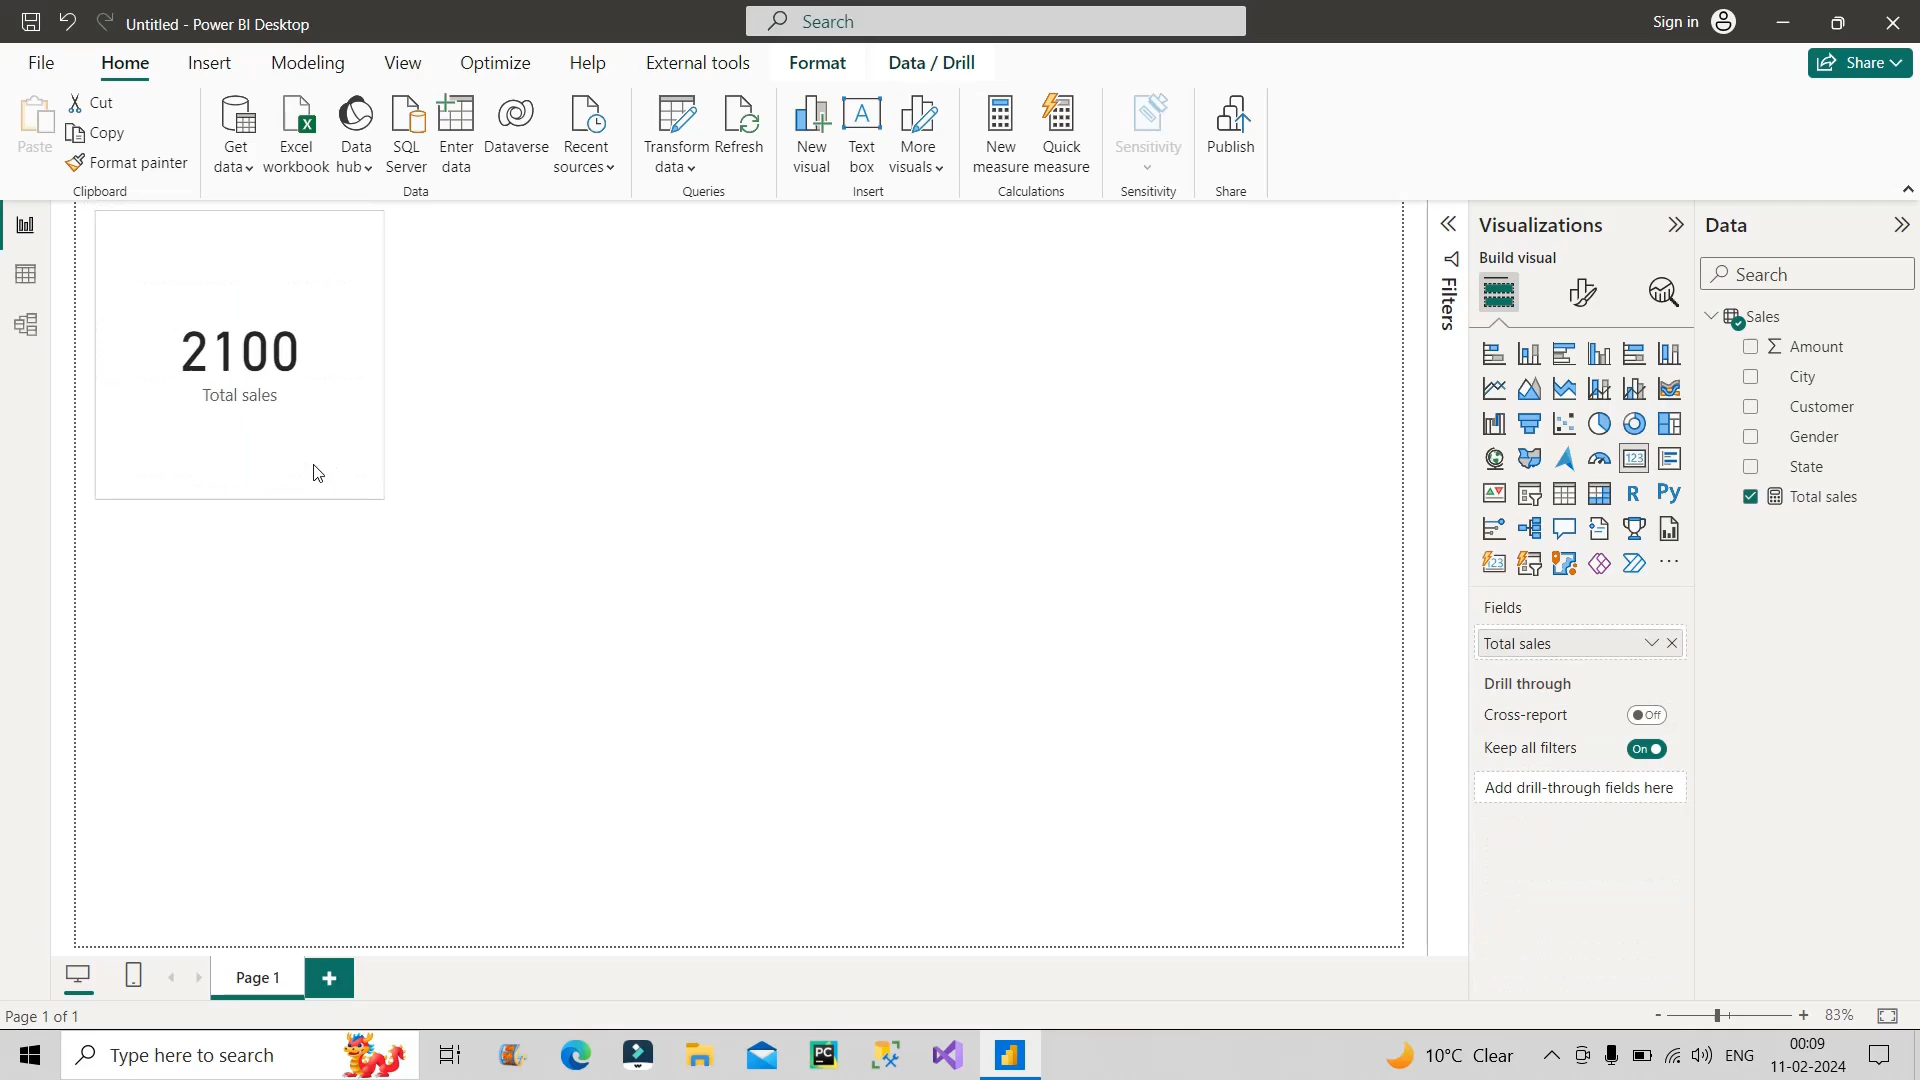 Untitled - Power BI Desktop
Search
Sign in
File Home Insert Modeling View Optimize Help External tools Format Data / Drill
Share
Paste
Cut
Copy
Format painter
Clipboard
Get data
Excel workbook
Data hub
SQL Server
Enter data
Dataverse
Recent sources
Data
Transform data
Refresh
Queries
New visual
A
Text box
More visuals
Insert
New measure
Quick measure
Calculations
Sensitivity
Sensitivity
Publish
Share
2100
Total sales
Filters
Visualizations
Build visual
123
R
Py
123
...
Fields
Total sales
Drill through
Cross-report Off
Keep all filters On
Add drill-through fields here
Data
Search
Sales
Σ Amount
City
Customer
Gender
State
Total sales
Page 1
+
Page 1 of 1
- + 83%
Type here to search
PC
10°C Clear
ENG
00:09
11-02-2024